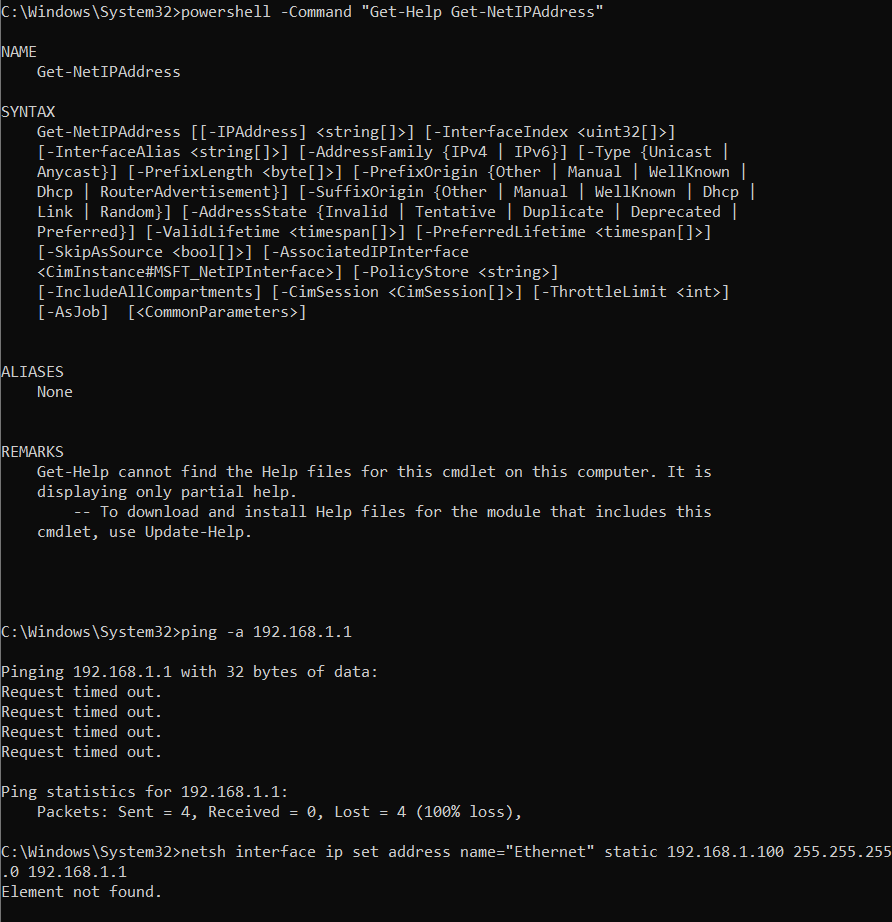 C:\Windows\System32>powershell -Command "Get-Help Get-NetIPAddress"
NAME
Get-NetIPAddress
SYNTAX
Get-NetIPAddress [[-IPAddress] <string[]>] [-InterfaceIndex <uint32[]>]
[-InterfaceAlias <string[]>] [-AddressFamily {IPv4 | IPv6}] [-Type {Unicast |
Anycast}] [-PrefixLength <byte[]>] [-PrefixOrigin {Other | Manual | WellKnown |
Dhcp | RouterAdvertisement}] [-SuffixOrigin {Other | Manual | WellKnown | Dhcp |
Link | Random}] [-AddressState {Invalid | Tentative | Duplicate | Deprecated |
Preferred}] [-ValidLifetime <timespan[]>] [-PreferredLifetime <timespan[]>]
[-SkipAsSource <bool[]>] [-AssociatedIPInterface
<CimInstance#MSFT_NetIPInterface>] [-PolicyStore <string>]
[-IncludeAllCompartments] [-CimSession <CimSession[]>] [-ThrottleLimit <int>]
[-AsJob]  [<CommonParameters>]
ALIASES
None
REMARKS
Get-Help cannot find the Help files for this cmdlet on this computer. It is
displaying only partial help.
-- To download and install Help files for the module that includes this
cmdlet, use Update-Help.
C:\Windows\System32>ping -a 192.168.1.1
Pinging 192.168.1.1 with 32 bytes of data:
Request timed out.
Request timed out.
Request timed out.
Request timed out.
Ping statistics for 192.168.1.1:
Packets: Sent = 4, Received = 0, Lost = 4 (100% loss),
C:\Windows\System32>netsh interface ip set address name="Ethernet" static 192.168.1.100 255.255.255
.0 192.168.1.1
Element not found.